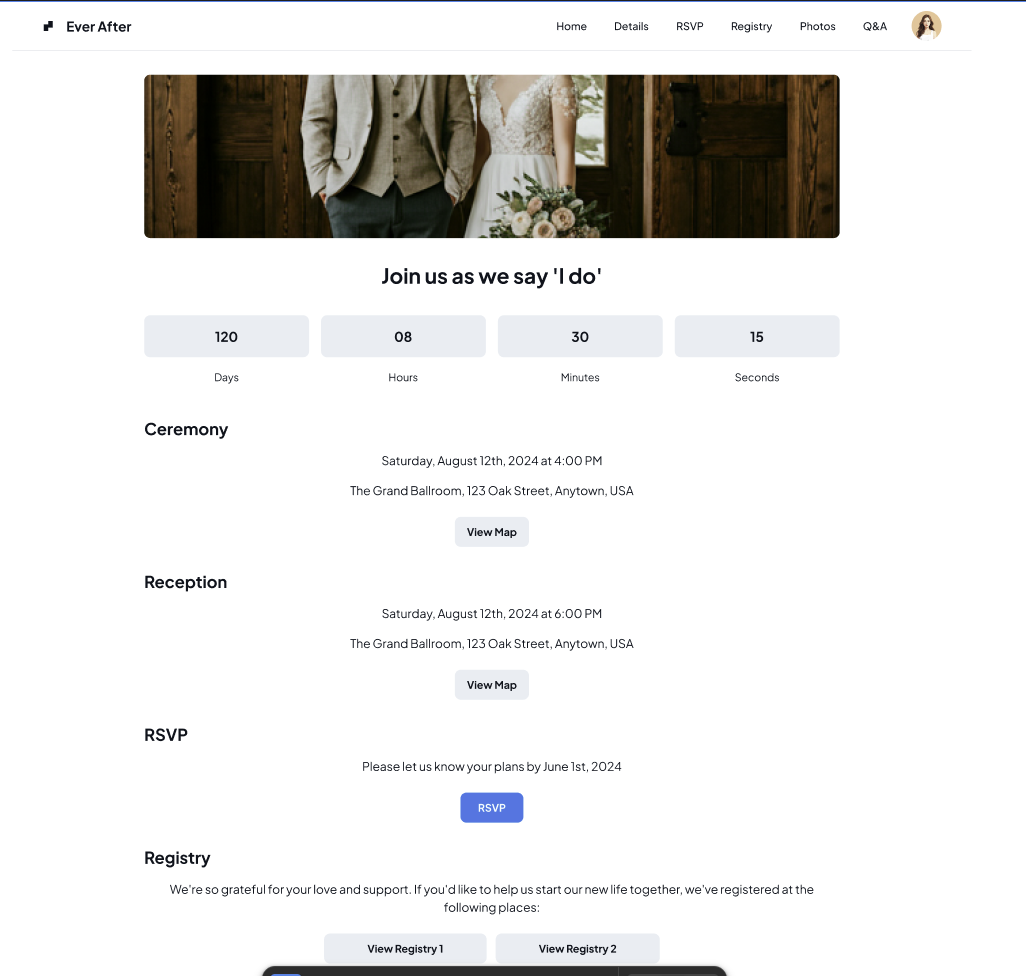 Ever After
Home Details RSVP Registry Photos Q&A
Join us as we say 'I do'
120 08 30 15
Days Hours Minutes Seconds
Ceremony
Saturday, August 12th, 2024 at 4:00 PM
The Grand Ballroom, 123 Oak Street, Anytown, USA
View Map
Reception
Saturday, August 12th, 2024 at 6:00 PM
The Grand Ballroom, 123 Oak Street, Anytown, USA
View Map
RSVP
Please let us know your plans by June 1st, 2024
RSVP
Registry
We're so grateful for your love and support. If you'd like to help us start our new life together, we've registered at the
following places:
View Registry 1 View Registry 2